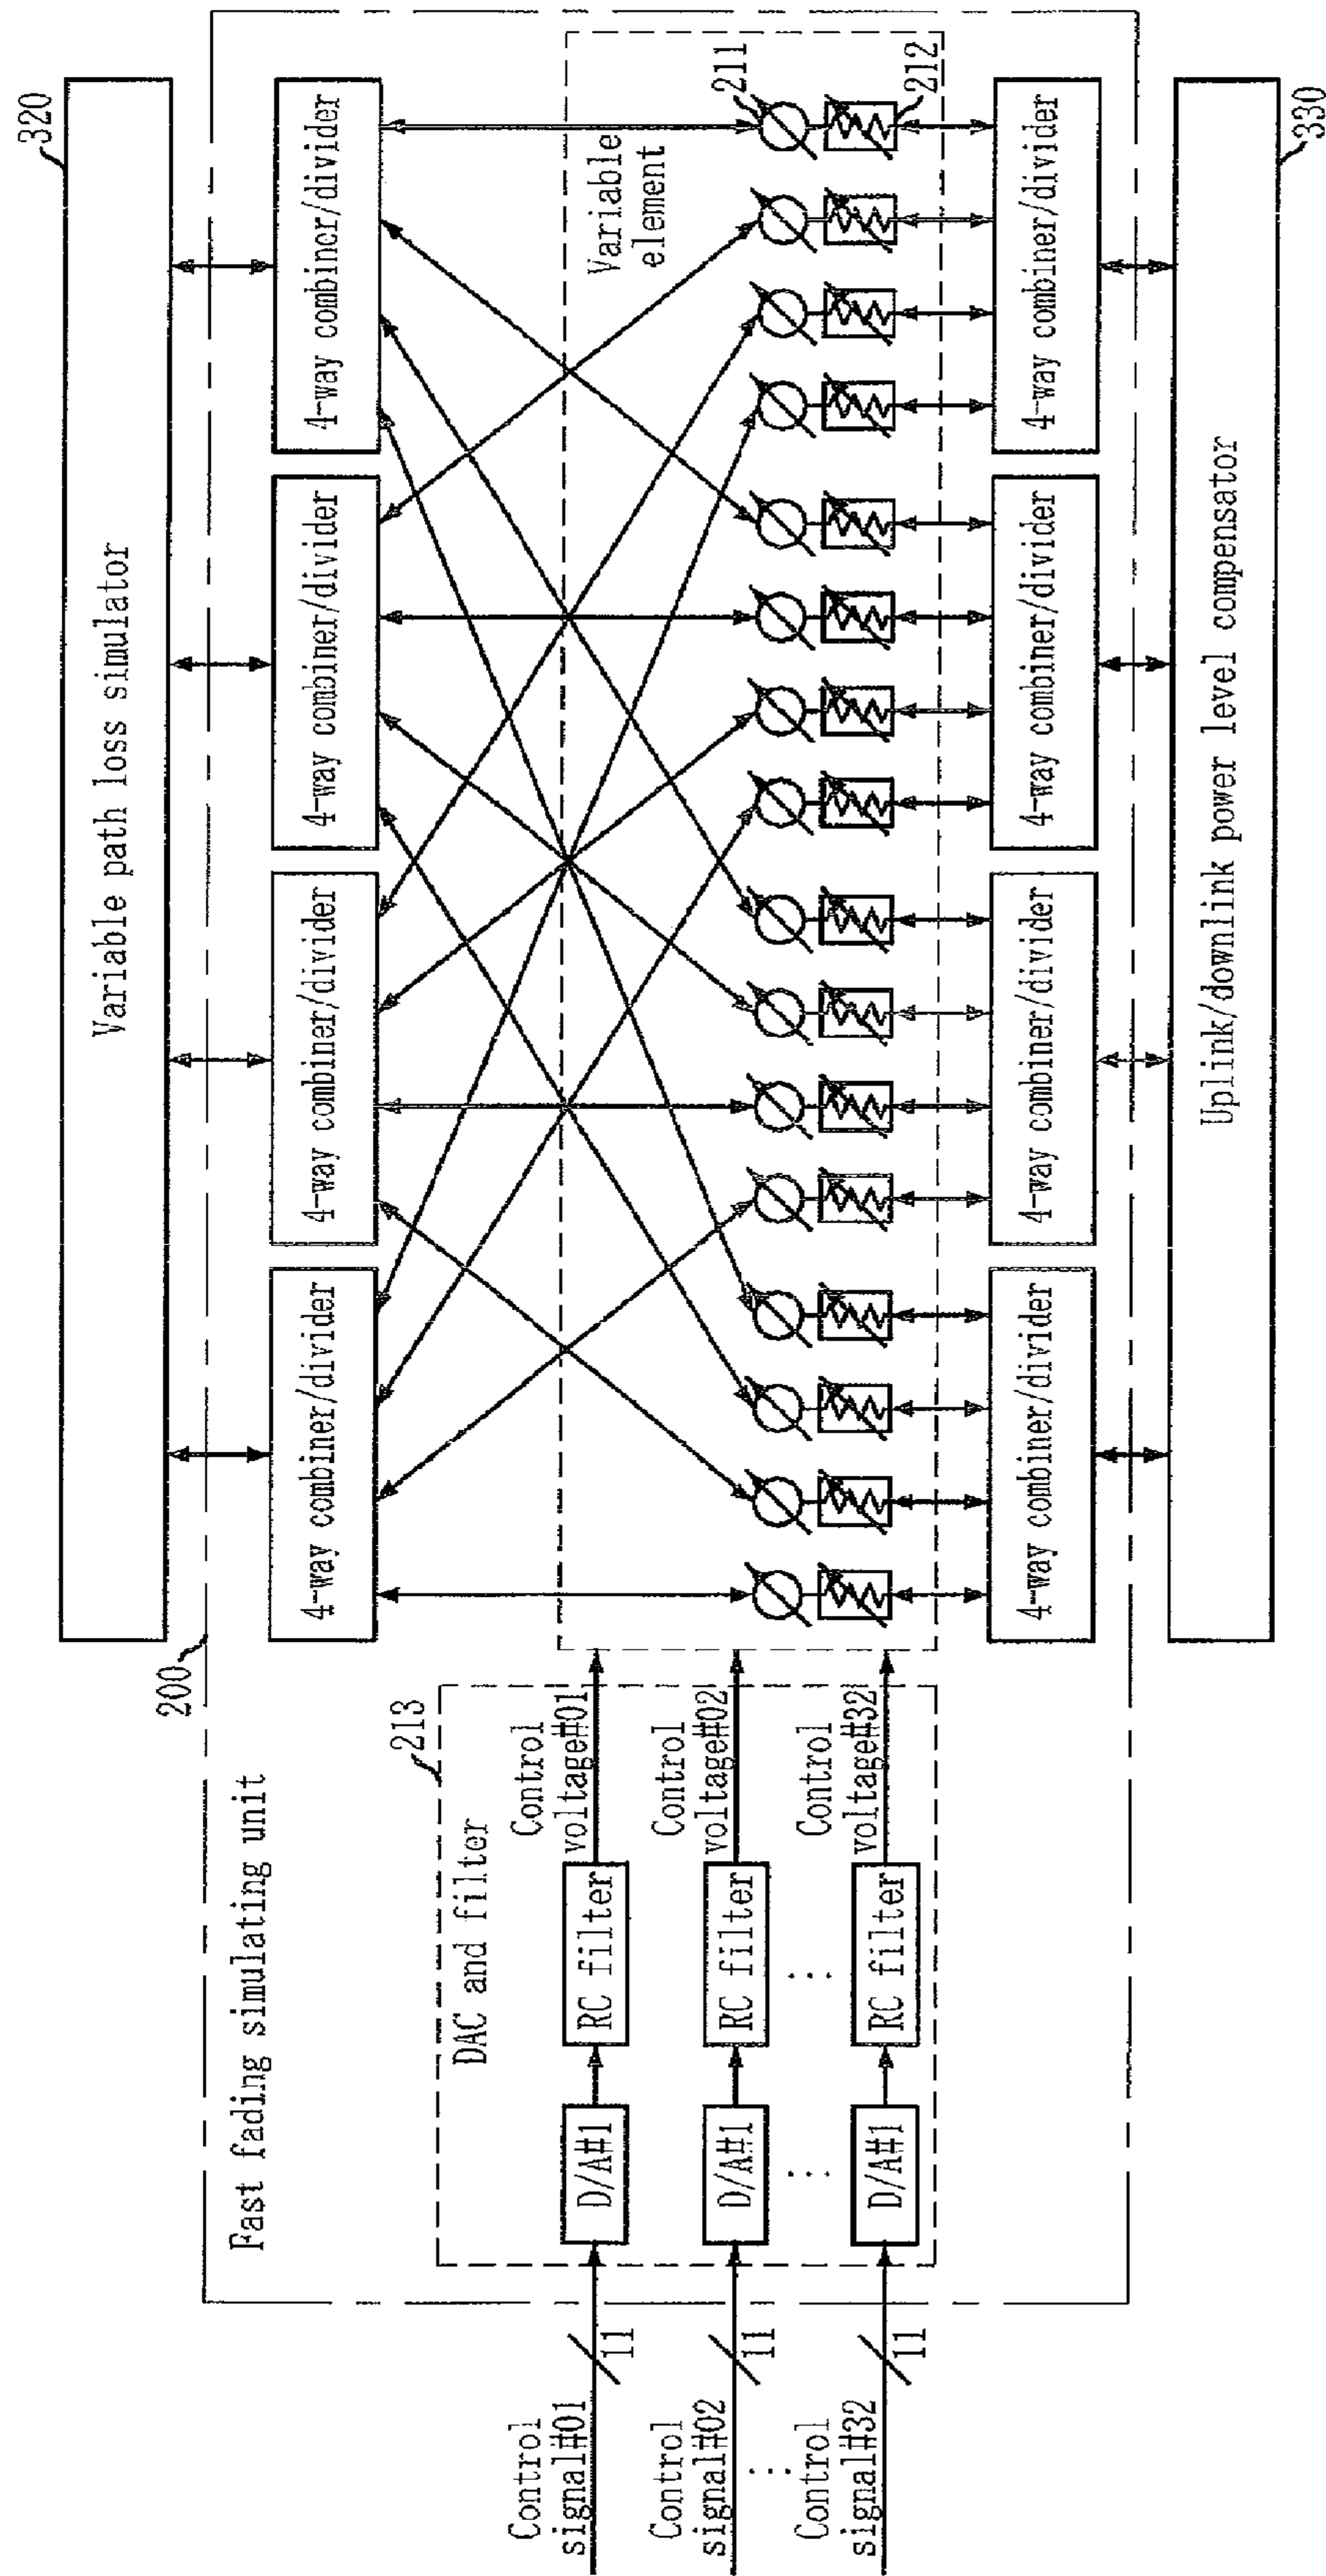 320
Variable path loss simulator
200
Fast fading simulating unit
4-way combiner/divider
4-way combiner/divider
4-way combiner/divider
4-way combiner/divider
213
DAC and filter
Variable
element
211
212
Control
signal#01
11
D/A#1
RC filter
Control
voltage#01
Control
signal#02
11
D/A#1
RC filter
Control
voltage#02
⋮
⋮
⋮
Control
signal#32
11
D/A#1
RC filter
Control
voltage#32
4-way combiner/divider
4-way combiner/divider
4-way combiner/divider
4-way combiner/divider
Uplink/downlink power level compensator
330